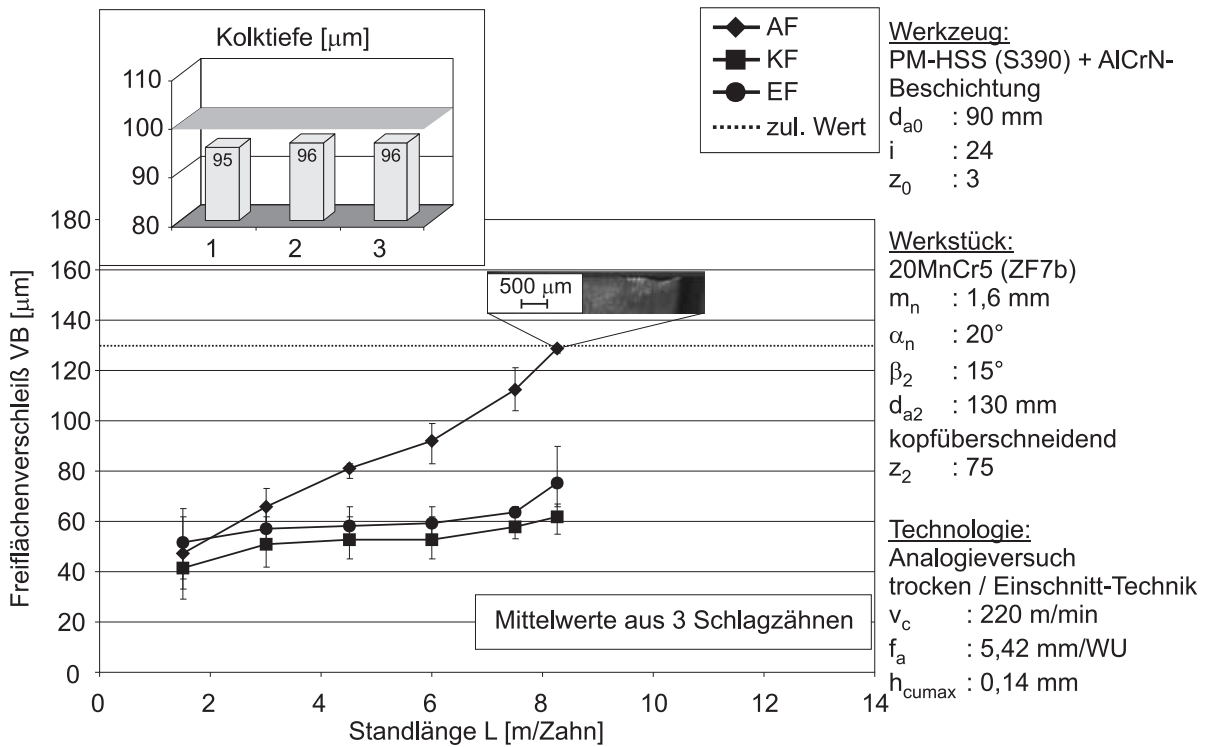 Kolktiefe [μm]
110
100
90
80
95
96
96
1
2
3
AF
KF
EF
zul. Wert
Freiflächenverschleiß VB [μm]
180
160
140
120
100
80
60
40
20
0
500 μm
Mittelwerte aus 3 Schlagzähnen
0
2
4
6
8
10
12
14
Standlänge L [m/Zahn]
Werkzeug:
PM-HSS (S390) + AlCrN-
Beschichtung
d_a0 : 90 mm
i : 24
z_0 : 3
Werkstück:
20MnCr5 (ZF7b)
m_n : 1,6 mm
α_n : 20°
β_2 : 15°
d_a2 : 130 mm
kopfüberschneidend
z_2 : 75
Technologie:
Analogieversuch
trocken / Einschnitt-Technik
v_c : 220 m/min
f_a : 5,42 mm/WU
h_cumax : 0,14 mm